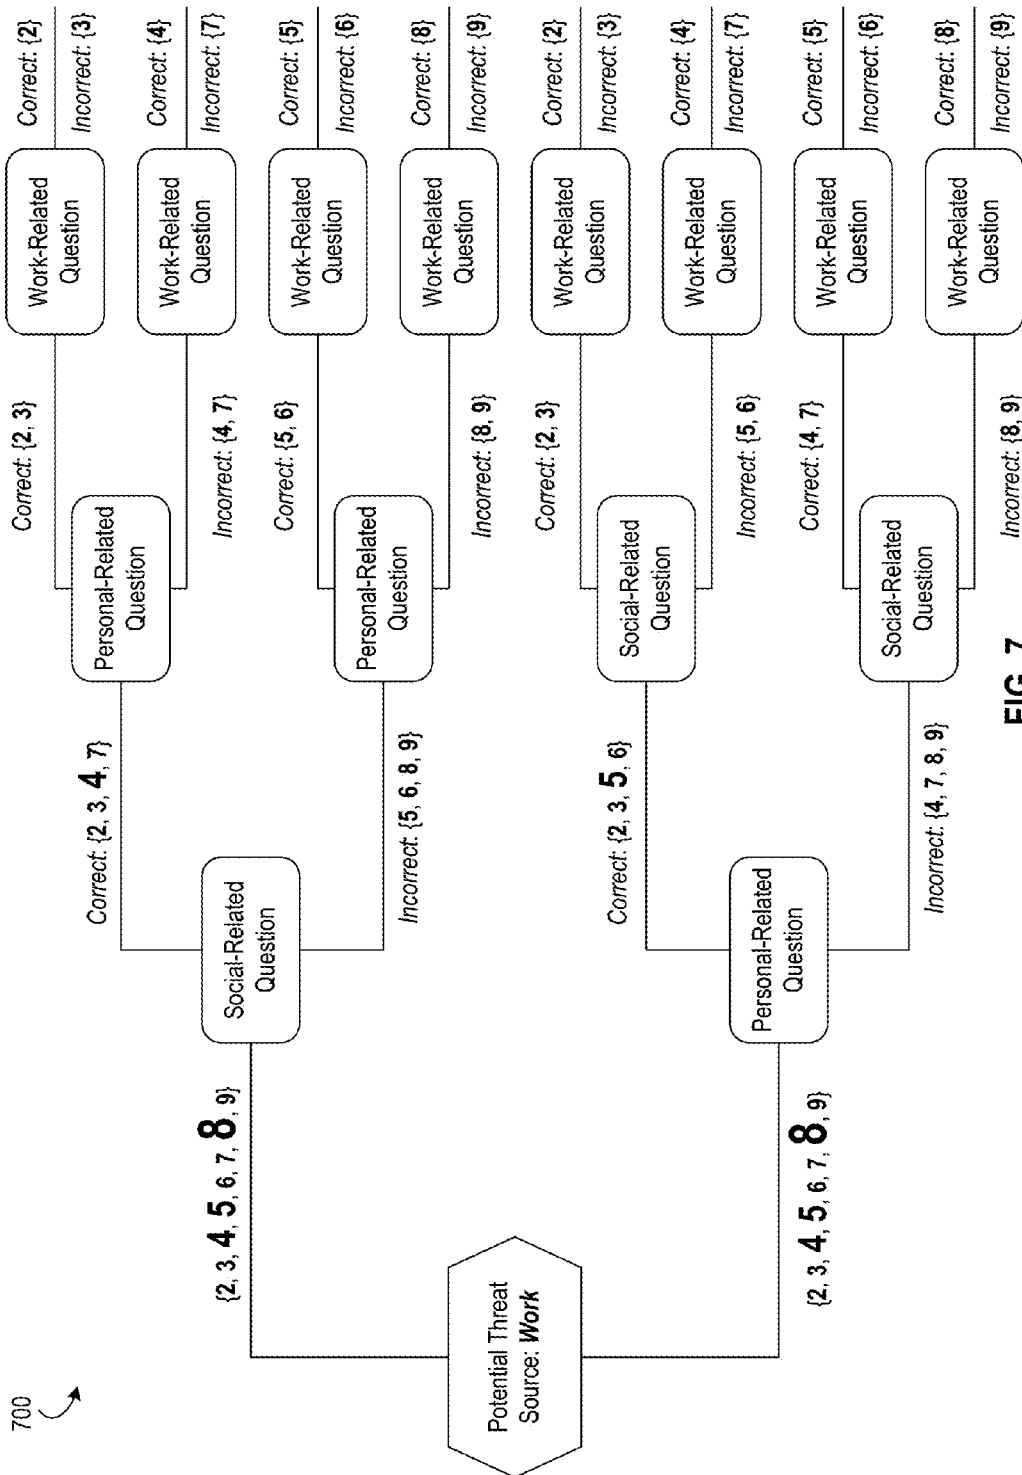 700
Potential Threat
Source: Work
{2, 3, 4, 5, 6, 7, 8, 9}
{2, 3, 4, 5, 6, 7, 8, 9}
Social-Related
Question
Personal-Related
Question
Correct: {2, 3, 4, 7}
Incorrect: {5, 6, 8, 9}
Correct: {2, 3, 5, 6}
Incorrect: {4, 7, 8, 9}
Personal-Related
Question
Personal-Related
Question
Social-Related
Question
Social-Related
Question
Correct: {2, 3}
Incorrect: {4, 7}
Correct: {5, 6}
Incorrect: {8, 9}
Correct: {2, 3}
Incorrect: {5, 6}
Correct: {4, 7}
Incorrect: {8, 9}
Work-Related
Question
Work-Related
Question
Work-Related
Question
Work-Related
Question
Work-Related
Question
Work-Related
Question
Work-Related
Question
Work-Related
Question
Correct: {2}
Incorrect: {3}
Correct: {4}
Incorrect: {7}
Correct: {5}
Incorrect: {6}
Correct: {8}
Incorrect: {9}
Correct: {2}
Incorrect: {3}
Correct: {4}
Incorrect: {7}
Correct: {5}
Incorrect: {6}
Correct: {8}
Incorrect: {9}
FIG. 7